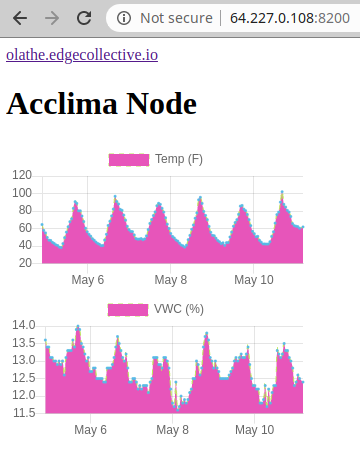 Not secure | 64.227.0.108:8200
olathe.edgecollective.io
Acclima Node
Temp (F)
120
100
80
60
40
20
May 6 May 8 May 10
VWC (%)
14.0
13.5
13.0
12.5
12.0
11.5
May 6 May 8 May 10